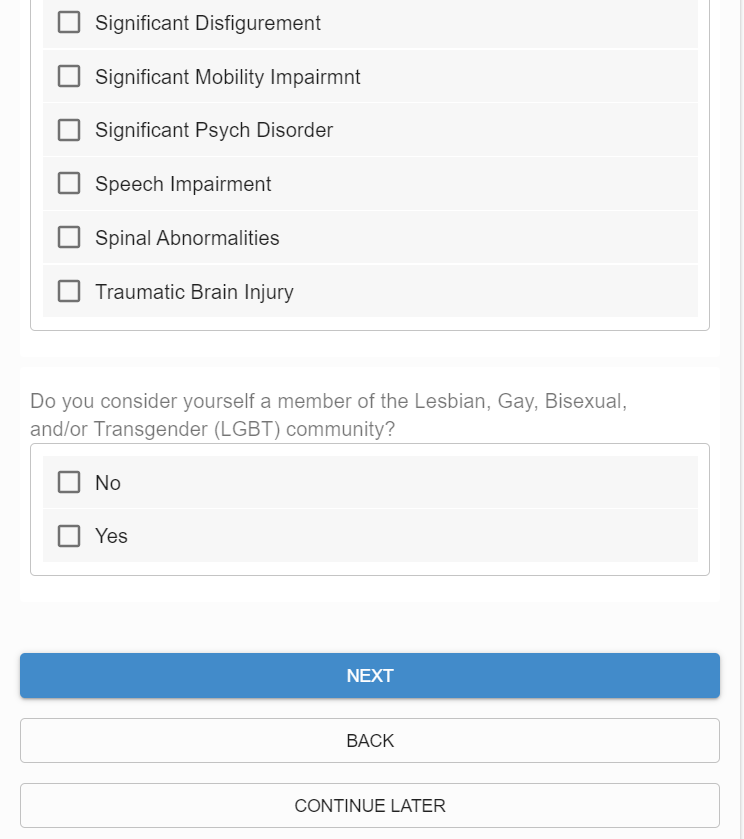 Significant Disfigurement
Significant Mobility Impairmnt
Significant Psych Disorder
Speech Impairment
Spinal Abnormalities
Traumatic Brain Injury
Do you consider yourself a member of the Lesbian, Gay, Bisexual,
and/or Transgender (LGBT) community?
No
Yes
NEXT
BACK
CONTINUE LATER